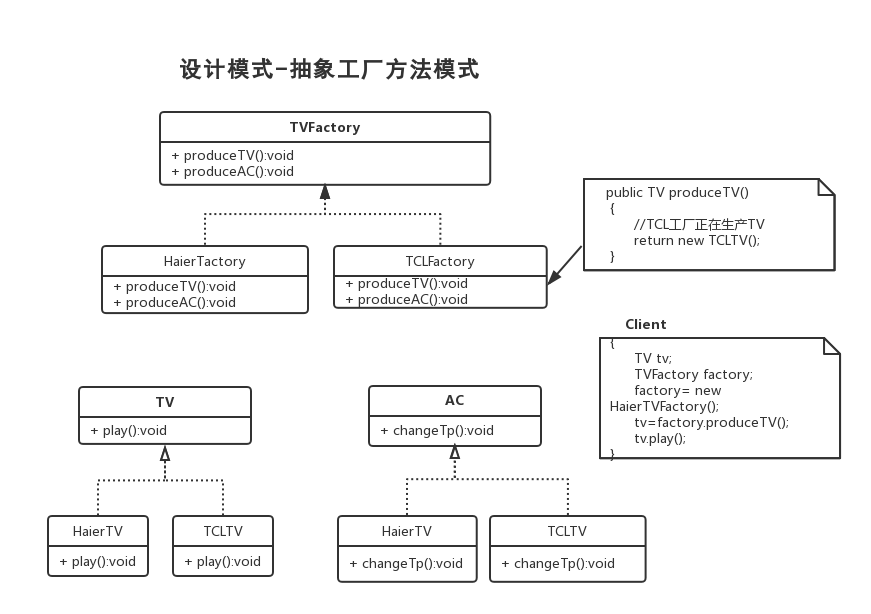 设计模式-抽象工厂方法模式
TVFactory
+ produceTV():void
+ produceAC():void
HaierTactory
+ produceTV():void
+ produceAC():void
TCLFactory
+ produceTV():void
+ produceAC():void
public TV produceTV()
{
//TCL工厂正在生产TV
return new TCLTV();
}
Client
{
TV tv;
TVFactory factory;
factory= new
HaierTVFactory();
tv=factory.produceTV();
tv.play();
}
TV
+ play():void
AC
+ changeTp():void
HaierTV
+ play():void
TCLTV
+ play():void
HaierTV
+ changeTp():void
TCLTV
+ changeTp():void